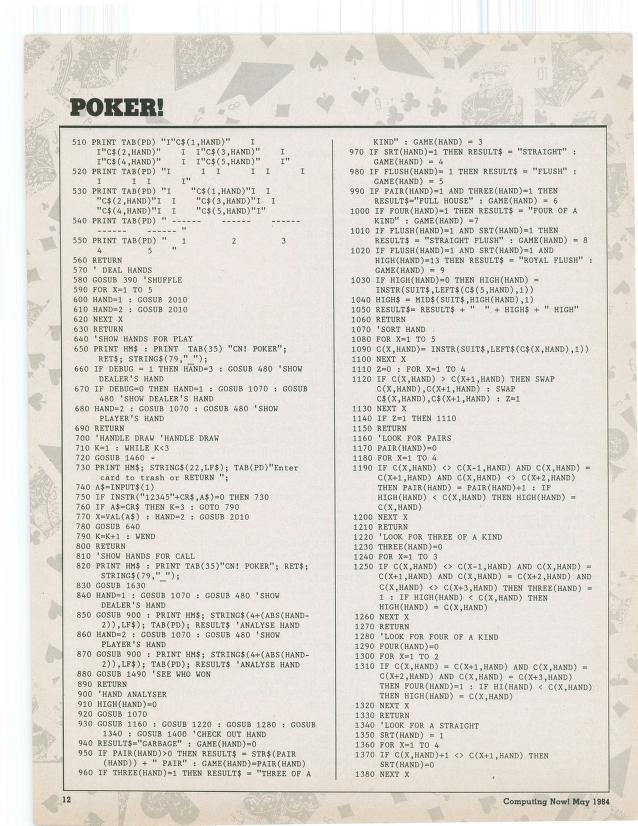 POKER!
510 PRINT TAB(PD) "I"C$(1,HAND)" I
I"C$(2,HAND)" I I"C$(3,HAND)" I
I"C$(4,HAND)" I I"C$(5,HAND)" I"
520 PRINT TAB(PD) "I I I I I
I I I I"
530 PRINT TAB(PD) "I "C$(1,HAND)"I I
"C$(2,HAND)"I I "C$(3,HAND)"I I
"C$(4,HAND)"I I "C$(5,HAND)"I"
540 PRINT TAB(PD) " ------ ------ ------
------ ------ "
550 PRINT TAB(PD) " 1 2 3
4 5 "
560 RETURN
570 ' DEAL HANDS
580 GOSUB 390 'SHUFFLE
590 FOR X=1 TO 5
600 HAND=1 : GOSUB 2010
610 HAND=2 : GOSUB 2010
620 NEXT X
630 RETURN
640 'SHOW HANDS FOR PLAY
650 PRINT HM$; : PRINT TAB(35) "CN! POKER";
RET$; STRING$(79,"_");
660 IF DEBUG = 1 THEN HAND=3 : GOSUB 480 'SHOW
DEALER'S HAND
670 IF DEBUG=0 THEN HAND=1 : GOSUB 1070 : GOSUB
480 'SHOW DEALER'S HAND
680 HAND=2 : GOSUB 1070 : GOSUB 480 'SHOW
PLAYER'S HAND
690 RETURN
700 'HANDLE DRAW 'HANDLE DRAW
710 K=1 : WHILE K<3
720 GOSUB 1460 -
730 PRINT HM$; STRING$(22,LF$); TAB(PD)"Enter
card to trash or RETURN ";
740 A$=INPUT$(1)
750 IF INSTR("12345"+CR$,A$)=0 THEN 730
760 IF A$=CR$ THEN K=3 : GOTO 790
770 X=VAL(A$) : HAND=2 : GOSUB 2010
780 GOSUB 640
790 K=K+1 : WEND
800 RETURN
810 'SHOW HANDS FOR CALL
820 PRINT HM$; : PRINT TAB(35)"CN! POKER"; RET$;
STRING$(79,"_");
830 GOSUB 1630
840 HAND=1 : GOSUB 1070 : GOSUB 480 'SHOW
DEALER'S HAND
850 GOSUB 900 : PRINT HM$; STRING$(4+(ABS(HAND-
2)),LF$); TAB(PD); RESULT$ 'ANALYSE HAND
860 HAND=2 : GOSUB 1070 : GOSUB 480 'SHOW
PLAYER'S HAND
870 GOSUB 900 : PRINT HM$; STRING$(4+(ABS(HAND-
2)),LF$); TAB(PD); RESULT$ 'ANALYSE HAND
880 GOSUB 1490 'SEE WHO WON
890 RETURN
900 'HAND ANALYSER
910 HIGH(HAND)=0
920 GOSUB 1070
930 GOSUB 1160 : GOSUB 1220 : GOSUB 1280 : GOSUB
1340 : GOSUB 1400 'CHECK OUT HAND
940 RESULT$="GARBAGE" : GAME(HAND)=0
950 IF PAIR(HAND)>0 THEN RESULT$ = STR$(PAIR
(HAND)) + " PAIR" : GAME(HAND)=PAIR(HAND)
960 IF THREE(HAND)=1 THEN RESULT$ = "THREE OF A
KIND" : GAME(HAND) = 3
970 IF SRT(HAND)=1 THEN RESULT$ = "STRAIGHT" :
GAME(HAND) = 4
980 IF FLUSH(HAND)= 1 THEN RESULT$ = "FLUSH" :
GAME(HAND) = 5
990 IF PAIR(HAND)=1 AND THREE(HAND)=1 THEN
RESULT$="FULL HOUSE" : GAME(HAND) = 6
1000 IF FOUR(HAND)=1 THEN RESULT$ = "FOUR OF A
KIND" : GAME(HAND) =7
1010 IF FLUSH(HAND)=1 AND SRT(HAND)=1 THEN
RESULT$ = "STRAIGHT FLUSH" : GAME(HAND) = 8
1020 IF FLUSH(HAND)=1 AND SRT(HAND)=1 AND
HIGH(HAND)=13 THEN RESULT$ = "ROYAL FLUSH" :
GAME(HAND) = 9
1030 IF HIGH(HAND)=0 THEN HIGH(HAND) =
INSTR(SUIT$,LEFT$(C$(5,HAND),1))
1040 HIGH$ = MID$(SUIT$,HIGH(HAND),1)
1050 RESULT$= RESULT$ + " " + HIGH$ + " HIGH"
1060 RETURN
1070 'SORT HAND
1080 FOR X=1 TO 5
1090 C(X,HAND)= INSTR(SUIT$,LEFT$(C$(X,HAND),1))
1100 NEXT X
1110 Z=0 : FOR X=1 TO 4
1120 IF C(X,HAND) > C(X+1,HAND) THEN SWAP
C(X,HAND),C(X+1,HAND) : SWAP
C$(X,HAND),C$(X+1,HAND) : Z=1
1130 NEXT X
1140 IF Z=1 THEN 1110
1150 RETURN
1160 'LOOK FOR PAIRS
1170 PAIR(HAND)=0
1180 FOR X=1 TO 4
1190 IF C(X,HAND) <> C(X-1,HAND) AND C(X,HAND) =
C(X+1,HAND) AND C(X,HAND) <> C(X+2,HAND)
THEN PAIR(HAND) = PAIR(HAND)+1 : IF
HIGH(HAND) < C(X,HAND) THEN HIGH(HAND) =
C(X,HAND)
1200 NEXT X
1210 RETURN
1220 'LOOK FOR THREE OF A KIND
1230 THREE(HAND)=0
1240 FOR X=1 TO 3
1250 IF C(X,HAND) <> C(X-1,HAND) AND C(X,HAND) =
C(X+1,HAND) AND C(X,HAND) = C(X+2,HAND) AND
C(X,HAND) <> C(X+3,HAND) THEN THREE(HAND) =
1 : IF HIGH(HAND) < C(X,HAND) THEN
HIGH(HAND) = C(X,HAND)
1260 NEXT X
1270 RETURN
1280 'LOOK FOR FOUR OF A KIND
1290 FOUR(HAND)=0
1300 FOR X=1 TO 2
1310 IF C(X,HAND) = C(X+1,HAND) AND C(X,HAND) =
C(X+2,HAND) AND C(X,HAND) = C(X+3,HAND)
THEN FOUR(HAND)=1 : IF HI(HAND) < C(X,HAND)
THEN HIGH(HAND) = C(X,HAND)
1320 NEXT X
1330 RETURN
1340 'LOOK FOR A STRAIGHT
1350 SRT(HAND) = 1
1360 FOR X=1 TO 4
1370 IF C(X,HAND)+1 <> C(X+1,HAND) THEN
SRT(HAND)=0
1380 NEXT X
12
Computing Now! May 1984